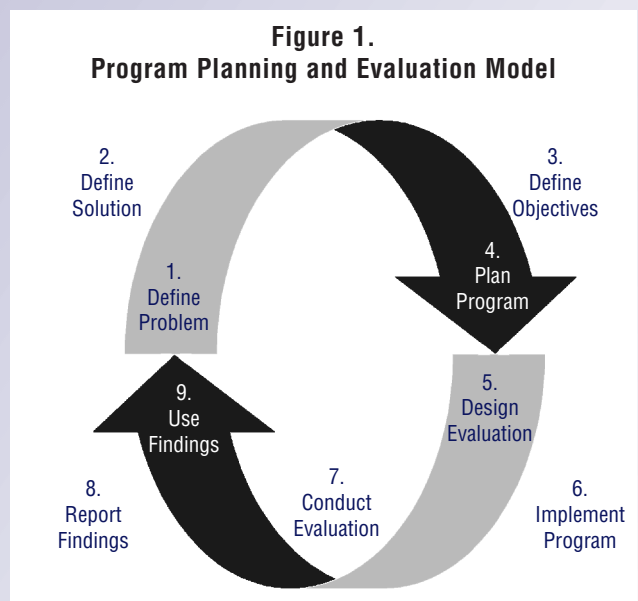 Figure 1.
Program Planning and Evaluation Model
1.
Define
Problem
2.
Define
Solution
3.
Define
Objectives
4.
Plan
Program
5.
Design
Evaluation
6.
Implement
Program
7.
Conduct
Evaluation
8.
Report
Findings
9.
Use
Findings